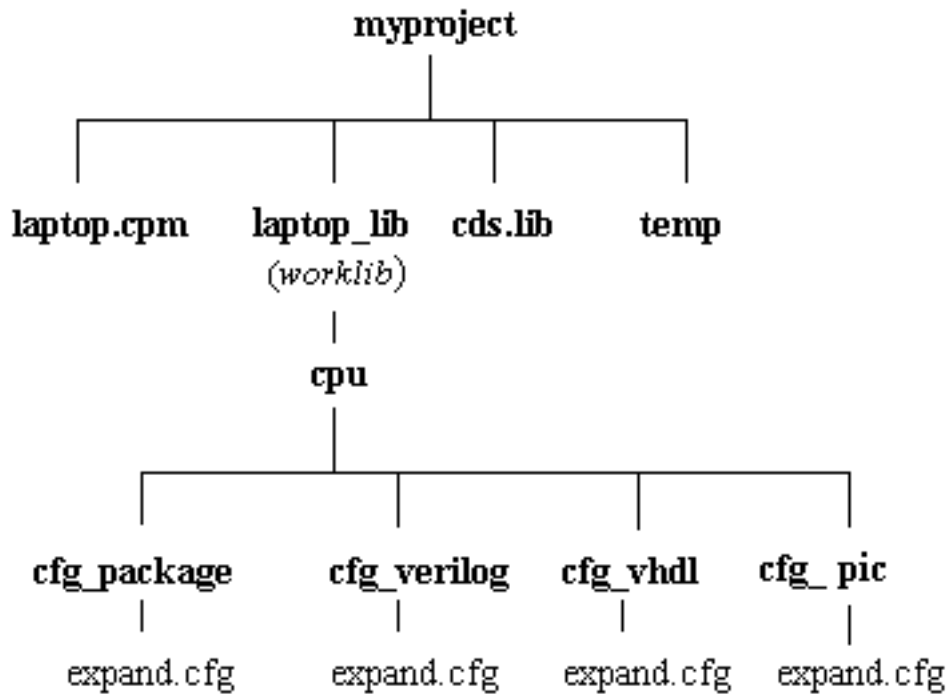 myproject
laptop.cpm laptop_lib cds.lib temp
(worklib)
cpu
cfg_package cfg_verilog cfg_vhdl cfg_ pic
expand.cfg expand.cfg expand.cfg expand.cfg